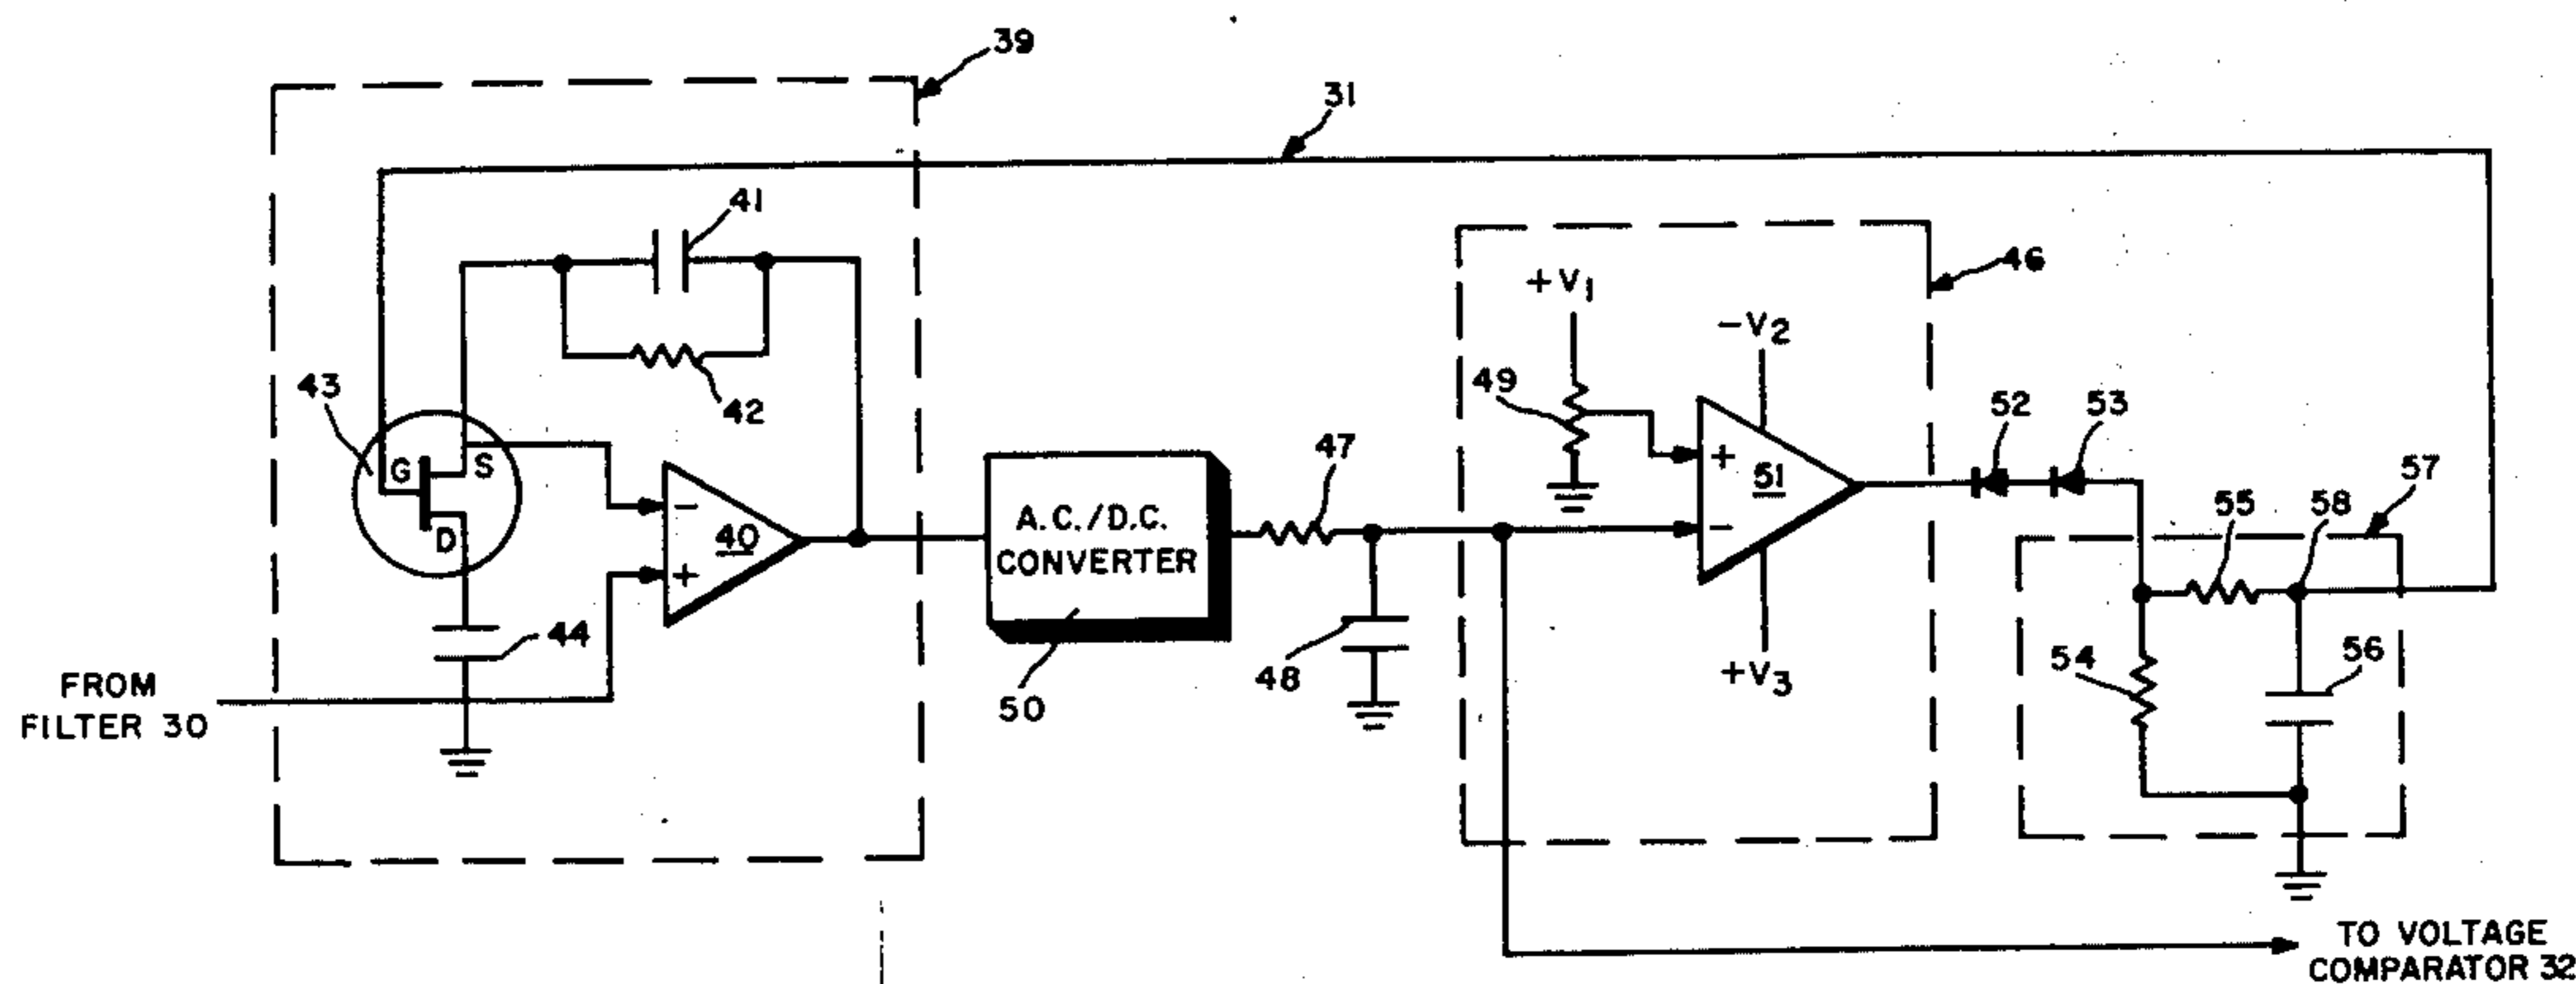 39
31
41
42
43
G
S
D
44
-
40
+
FROM
FILTER 30
A.C./D.C.
CONVERTER
50
47
48
46
+V1
-V2
49
+
51
-
+V3
52
53
57
55
58
54
56
TO VOLTAGE
COMPARATOR 32